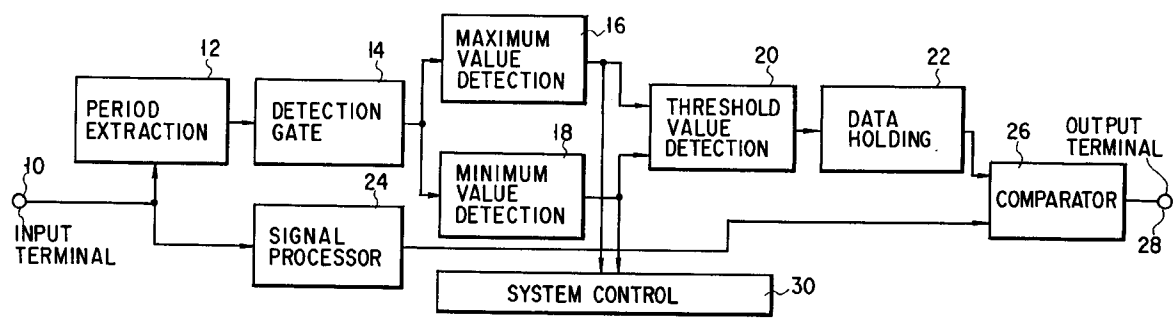 16
MAXIMUM
VALUE
DETECTION
12
PERIOD
EXTRACTION
14
DETECTION
GATE
20
THRESHOLD
VALUE
DETECTION
22
DATA
HOLDING
18
MINIMUM
VALUE
DETECTION
OUTPUT
TERMINAL
26
COMPARATOR
28
10
INPUT
TERMINAL
24
SIGNAL
PROCESSOR
SYSTEM CONTROL
30